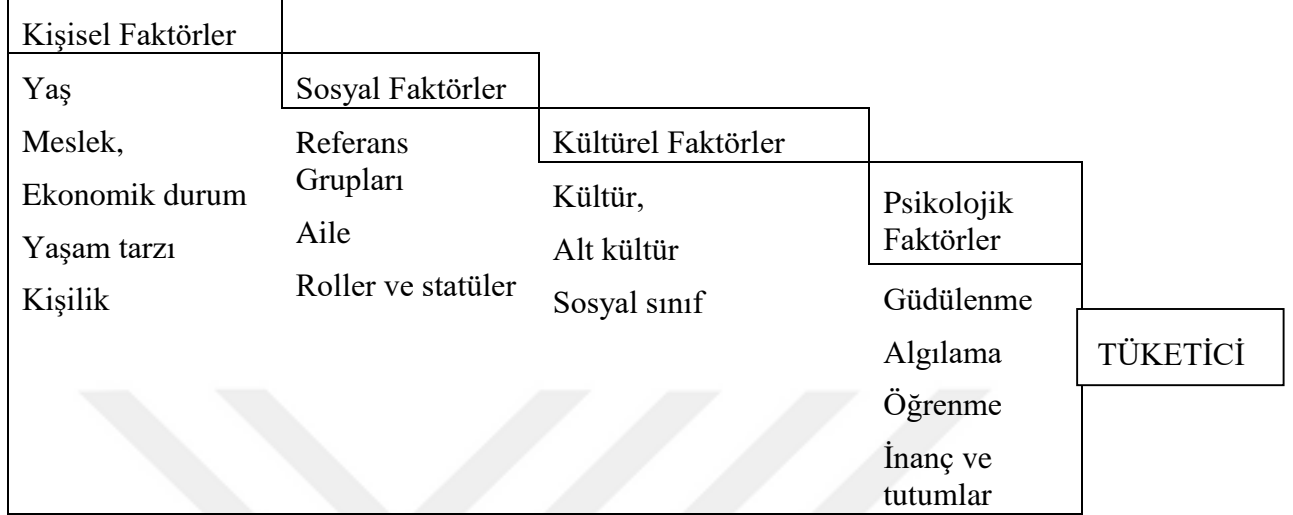 Kişisel Faktörler
Yaş
Meslek,
Ekonomik durum
Yaşam tarzı
Kişilik
Sosyal Faktörler
Referans
Grupları
Aile
Roller ve statüler
Kültürel Faktörler
Kültür,
Alt kültür
Sosyal sınıf
Psikolojik
Faktörler
Güdülenme
Algılama
Öğrenme
İnanç ve
tutumlar
TÜKETİCİ